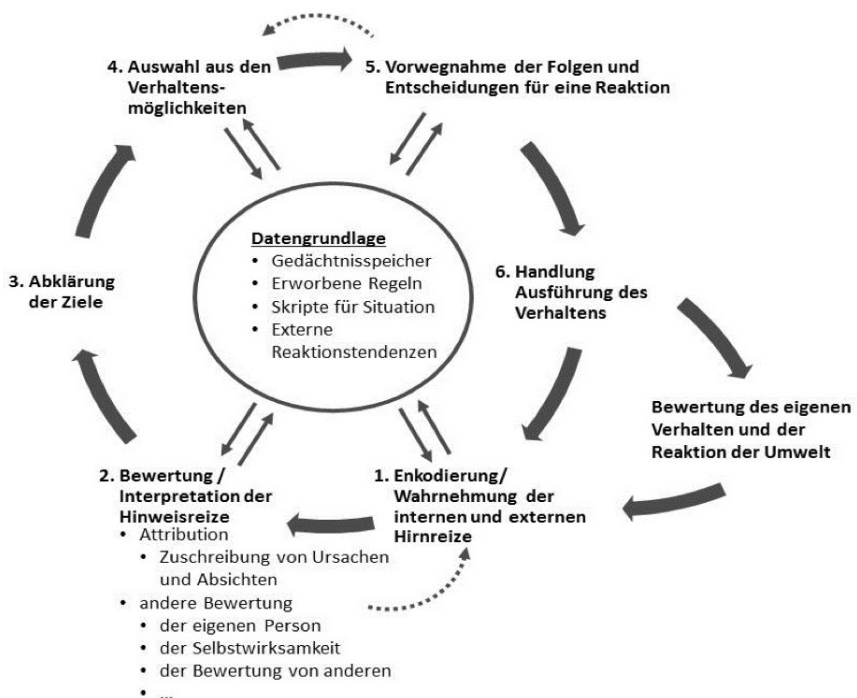 4. Auswahl aus den
Verhaltens-
möglichkeiten
5. Vorwegnahme der Folgen und
Entscheidungen für eine Reaktion
3. Abklärung
der Ziele
Datengrundlage
• Gedächtnisspeicher
• Erworbene Regeln
• Skripte für Situation
• Externe
Reaktionstendenzen
6. Handlung
Ausführung des
Verhaltens
Bewertung des eigenen
Verhalten und der
Reaktion der Umwelt
2. Bewertung /
Interpretation der
Hinweisreize
• Attribution
• Zuschreibung von Ursachen
und Absichten
• andere Bewertung
• der eigenen Person
• der Selbstwirksamkeit
• der Bewertung von anderen
• ...
1. Enkodierung/
Wahrnehmung der
internen und externen
Hirnreize